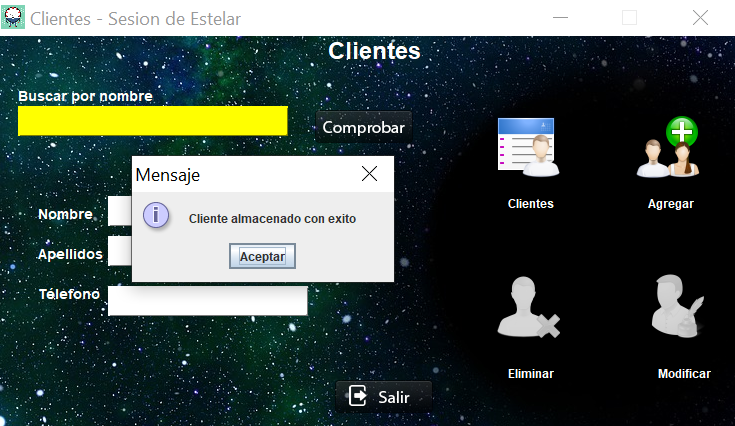 Clientes - Sesion de Estelar
Clientes
Buscar por nombre
Comprobar
Mensaje
Cliente almacenado con exito
Aceptar
Nombre
Apellidos
Télefono
Clientes
Agregar
Eliminar
Modificar
Salir